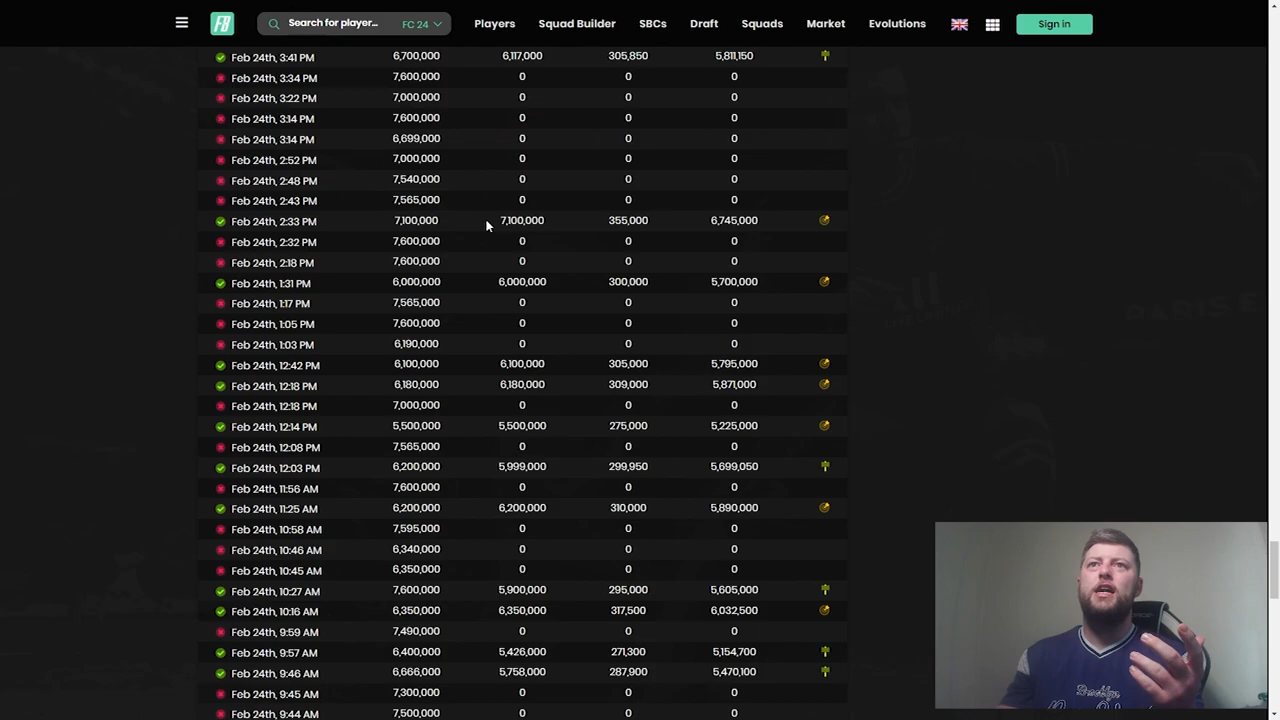 FB Search for player... FC 24 Players Squad Builder SBCs Draft Squads Market Evolutions Sign in
Feb 24th, 3:41 PM 6,700,000 6,117,000 305,850 5,811,150
Feb 24th, 3:34 PM 7,600,000 0 0 0
Feb 24th, 3:22 PM 7,000,000 0 0 0
Feb 24th, 3:14 PM 7,600,000 0 0 0
Feb 24th, 3:14 PM 6,699,000 0 0 0
Feb 24th, 2:52 PM 7,000,000 0 0 0
Feb 24th, 2:48 PM 7,540,000 0 0 0
Feb 24th, 2:43 PM 7,565,000 0 0 0
Feb 24th, 2:33 PM 7,100,000 7,100,000 355,000 6,745,000
Feb 24th, 2:32 PM 7,600,000 0 0 0
Feb 24th, 2:18 PM 7,600,000 0 0 0
Feb 24th, 1:31 PM 6,000,000 6,000,000 300,000 5,700,000
Feb 24th, 1:17 PM 7,565,000 0 0 0
Feb 24th, 1:05 PM 7,600,000 0 0 0
Feb 24th, 1:03 PM 6,190,000 0 0 0
Feb 24th, 12:42 PM 6,100,000 6,100,000 305,000 5,795,000
Feb 24th, 12:18 PM 6,180,000 6,180,000 309,000 5,871,000
Feb 24th, 12:18 PM 7,000,000 0 0 0
Feb 24th, 12:14 PM 5,500,000 5,500,000 275,000 5,225,000
Feb 24th, 12:08 PM 7,565,000 0 0 0
Feb 24th, 12:03 PM 6,200,000 5,999,000 299,950 5,699,050
Feb 24th, 11:56 AM 7,600,000 0 0 0
Feb 24th, 11:25 AM 6,200,000 6,200,000 310,000 5,890,000
Feb 24th, 10:58 AM 7,595,000 0 0 0
Feb 24th, 10:46 AM 6,340,000 0 0 0
Feb 24th, 10:45 AM 6,350,000 0 0 0
Feb 24th, 10:27 AM 7,600,000 5,900,000 295,000 5,605,000
Feb 24th, 10:16 AM 6,350,000 6,350,000 317,500 6,032,500
Feb 24th, 9:59 AM 7,490,000 0 0 0
Feb 24th, 9:57 AM 6,400,000 5,426,000 271,300 5,154,700
Feb 24th, 9:46 AM 6,666,000 5,758,000 287,900 5,470,100
Feb 24th, 9:45 AM 7,300,000 0 0 0
Feb 24th, 9:44 AM 7,500,000 0 0 0
Brooklyn